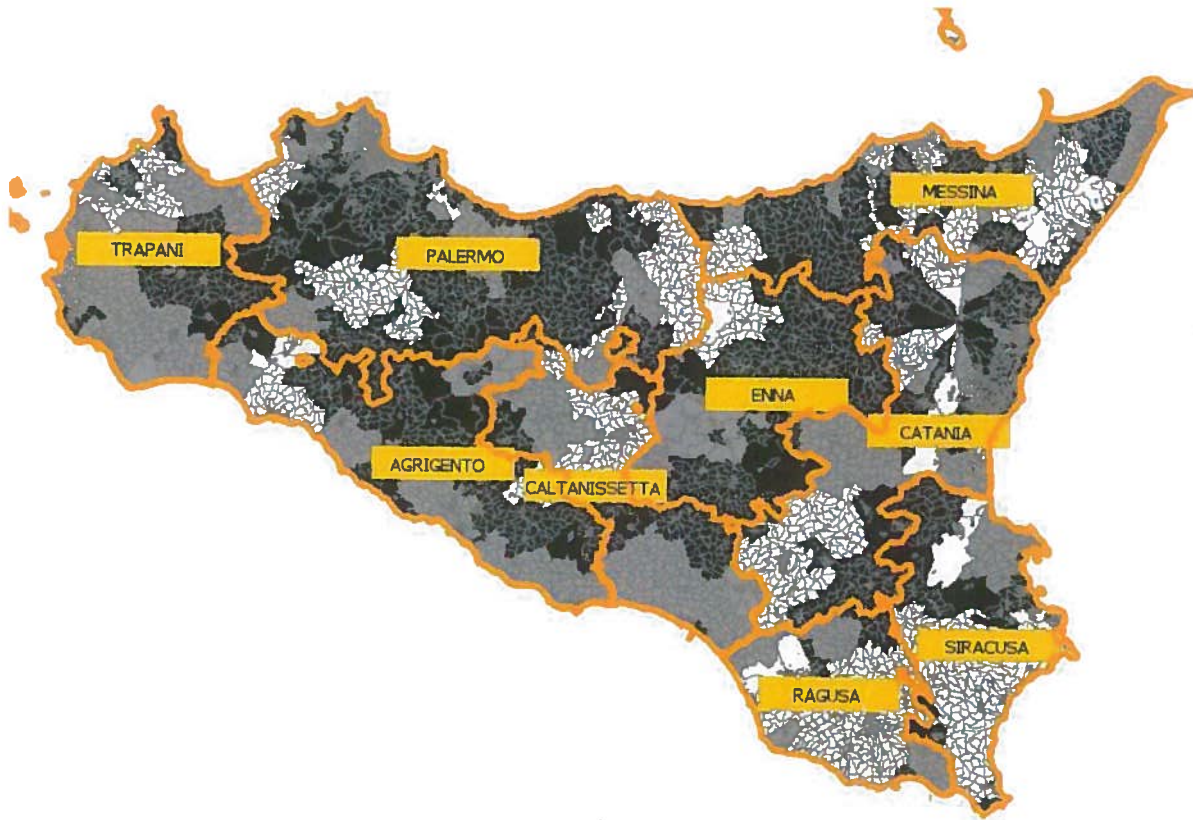 MESSINA
TRAPANI
PALERMO
ENNA
CATANIA
AGRIGENTO
CALTANISSETTA
SIRACUSA
RAGUSA